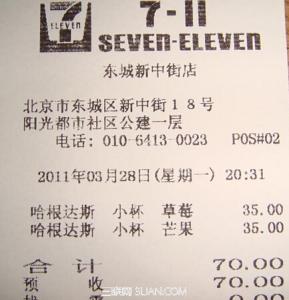 7
ELEVEN
7-11
SEVEN-ELEVEN
东城新中街店
北京市东城区新中街18号
阳光都市社区公建一层
电话: 010-6413-0023 POS#02
2011年03月28日(星期一) 20:31
哈根达斯 小杯 草莓 35.00
哈根达斯 小杯 芒果 35.00
合计 70.00
预收 70.00
三联网 3LIAN.COM